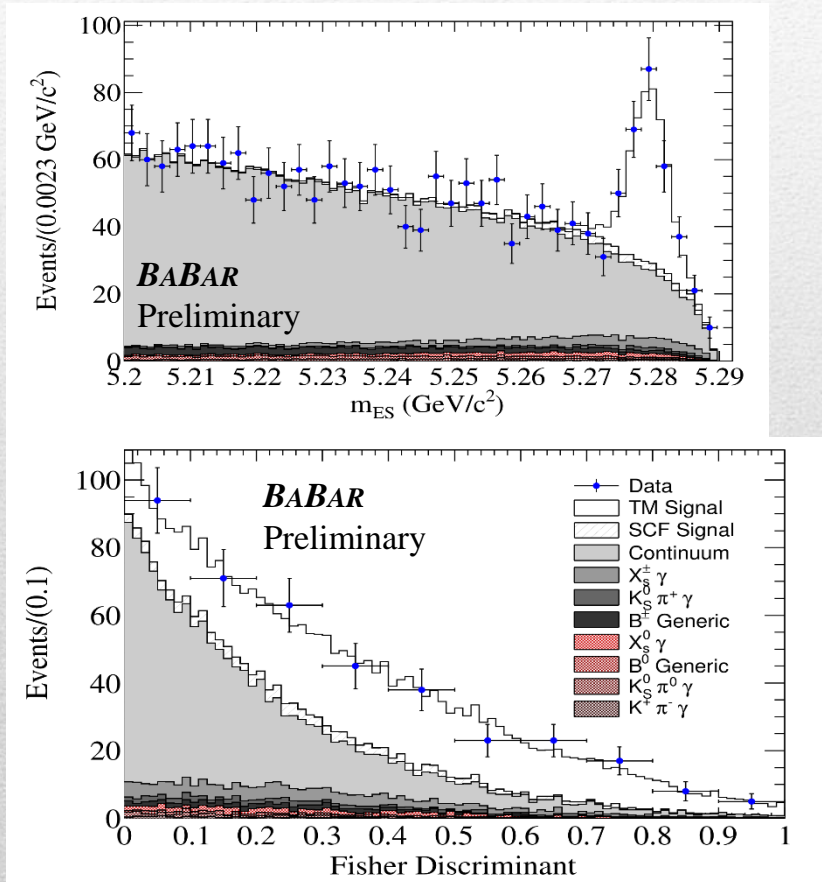 100
80
60
40
20
0
Events/(0.0023 GeV/c²)
BABAR
Preliminary
5.2 5.21 5.22 5.23 5.24 5.25 5.26 5.27 5.28 5.29
m_ES (GeV/c²)
100
80
60
40
20
0
Events/(0.1)
BABAR
Preliminary
Data
TM Signal
SCF Signal
Continuum
X_s^± γ
K_S^0 π⁺ γ
B^± Generic
X_s^0 γ
B^0 Generic
K_S^0 π^0 γ
K⁺ π⁻ γ
0 0.1 0.2 0.3 0.4 0.5 0.6 0.7 0.8 0.9 1
Fisher Discriminant